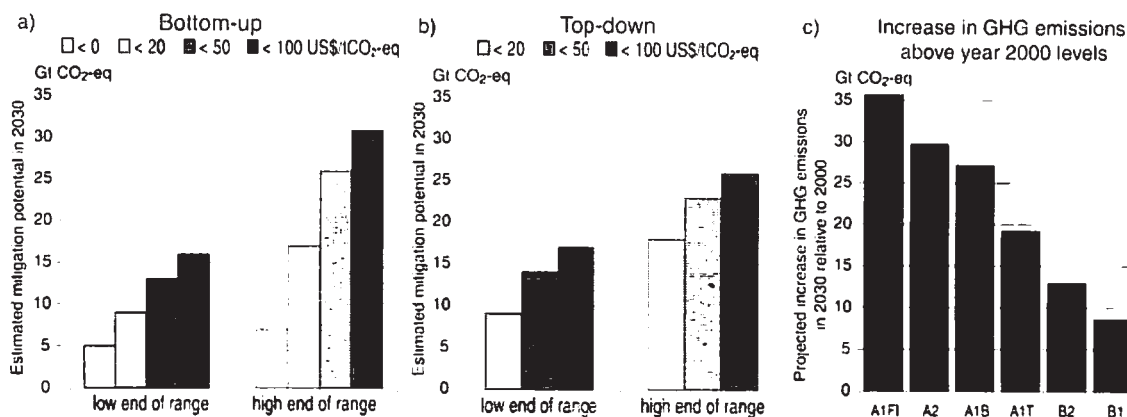 a) Bottom-up
< 0 < 20 < 50 < 100 US$/tCO₂-eq
Gt CO₂-eq
35
30
25
20
15
10
5
0
Estimated mitigation potential in 2030
low end of range high end of range
b) Top-down
< 20 < 50 < 100 US$/tCO₂-eq
Gt CO₂-eq
35
30
25
20
15
10
5
0
Estimated mitigation potential in 2030
low end of range high end of range
c) Increase in GHG emissions
above year 2000 levels
Gt CO₂-eq
35
30
25
20
15
10
5
0
Projected increase in GHG emissions
in 2030 relative to 2000
A1FI A2 A1B A1T B2 B1